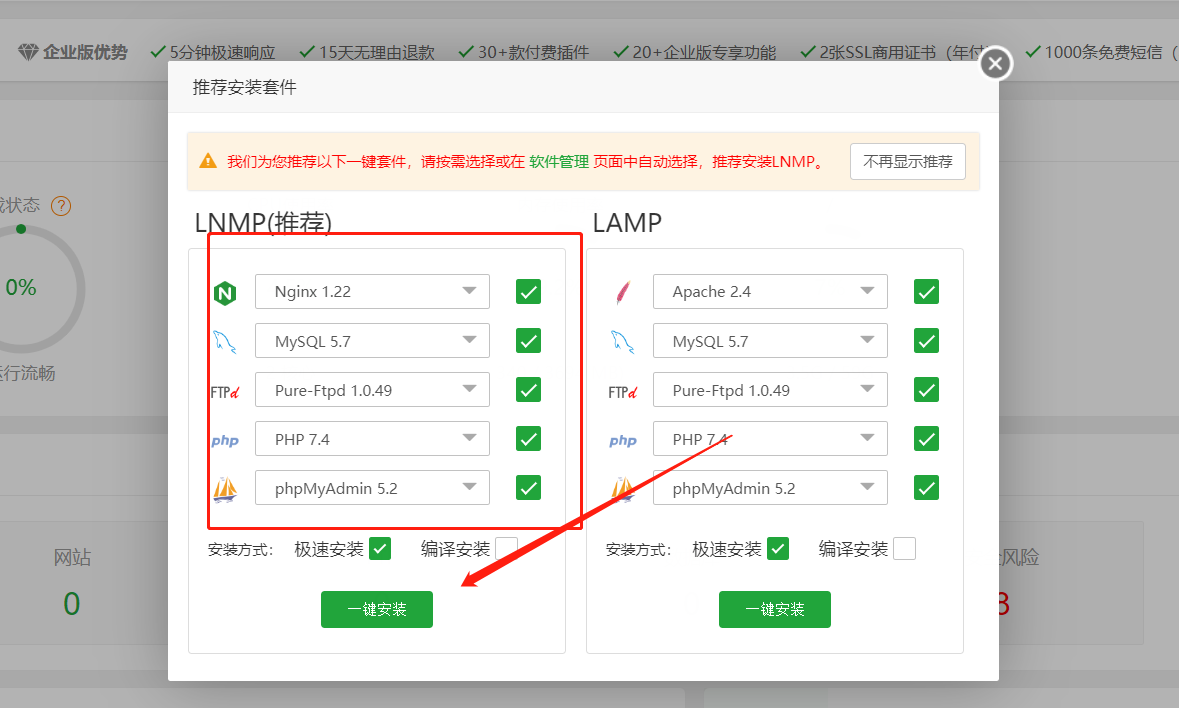 企业版优势 5分钟极速响应 15天无理由退款 30+款付费插件 20+企业版专享功能 2张SSL商用证书（年付 1000条免费短信（
推荐安装套件
我们为您推荐以下一键套件，请按需选择或在 软件管理 页面中自动选择，推荐安装LNMP。
不再显示推荐
状态 ?
0%
运行流畅
LNMP(推荐)
Nginx 1.22
MySQL 5.7
FTPd Pure-Ftpd 1.0.49
php PHP 7.4
phpMyAdmin 5.2
安装方式： 极速安装 编译安装
一键安装
LAMP
Apache 2.4
MySQL 5.7
FTPd Pure-Ftpd 1.0.49
php PHP 7.4
phpMyAdmin 5.2
安装方式： 极速安装 编译安装
一键安装
网站
0
风险